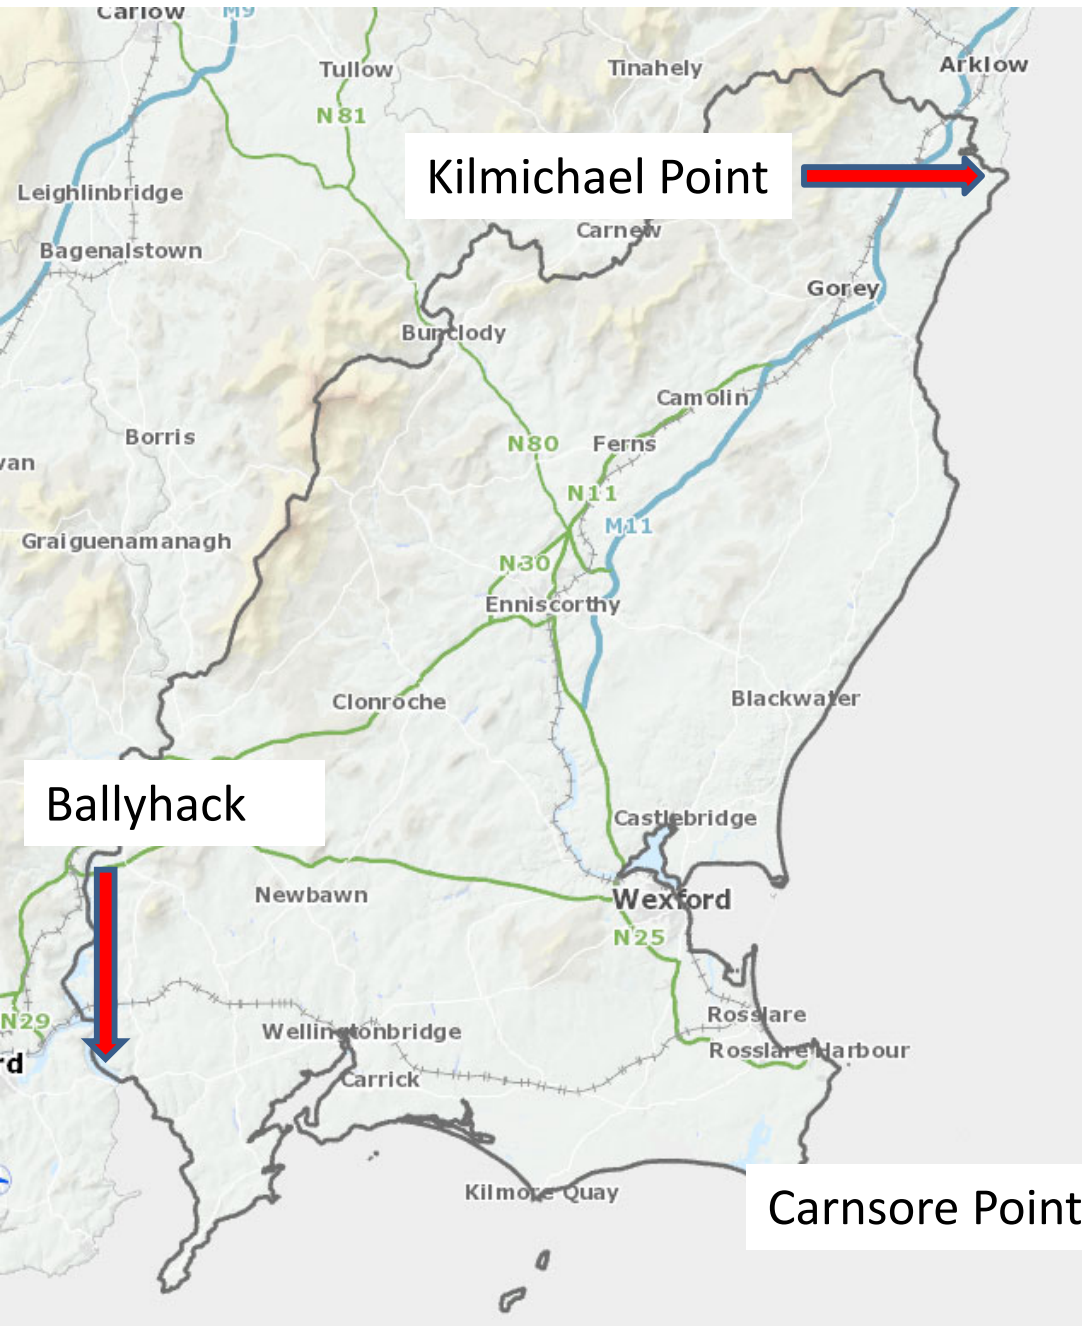 Carlow
M9
Arklow
Tullow
Tinahely
N81
Kilmichael Point
Leighlinbridge
Carnew
Bagenalstown
Gorey
Bunclody
Camolin
Borris
N80
Ferns
van
N11
M11
Graiguenamanagh
N30
Enniscorthy
Clonroche
Blackwater
Ballyhack
Castlebridge
Newbawn
Wexford
N25
N29
Rosslare
Wellingtonbridge
Rosslare Harbour
rd
Carrick
Kilmore Quay
Carnsore Point